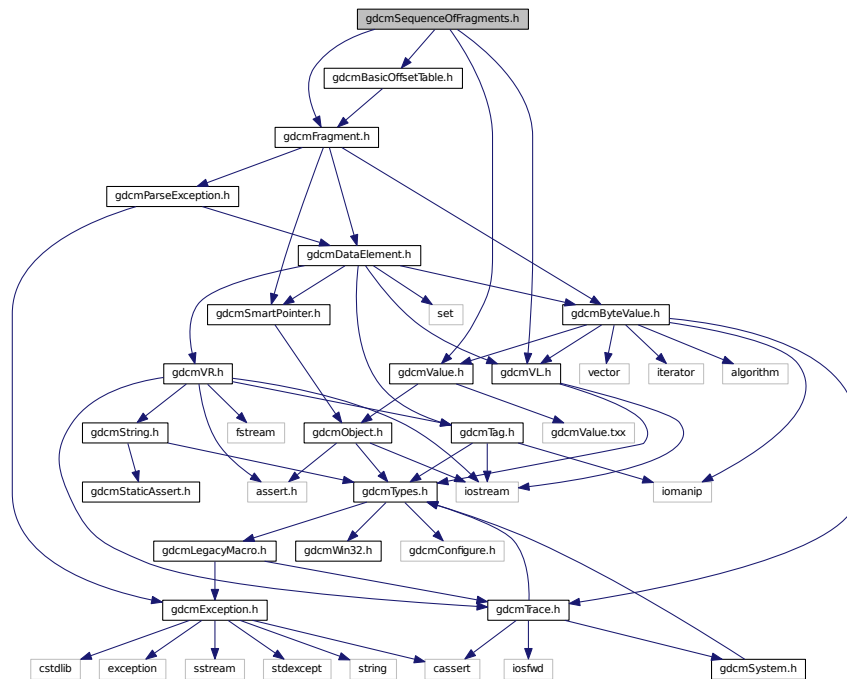 gdcmSequenceOfFragments.h
gdcmBasicOffsetTable.h
gdcmFragment.h
gdcmParseException.h
gdcmDataElement.h
gdcmSmartPointer.h
set
gdcmByteValue.h
gdcmVR.h
gdcmValue.h
gdcmVL.h
vector
iterator
algorithm
gdcmString.h
fstream
gdcmObject.h
gdcmTag.h
gdcmValue.txx
gdcmStaticAssert.h
assert.h
gdcmTypes.h
iostream
iomanip
gdcmLegacyMacro.h
gdcmWin32.h
gdcmConfigure.h
gdcmException.h
gdcmTrace.h
cstdlib
exception
sstream
stdexcept
string
cassert
iosfwd
gdcmSystem.h